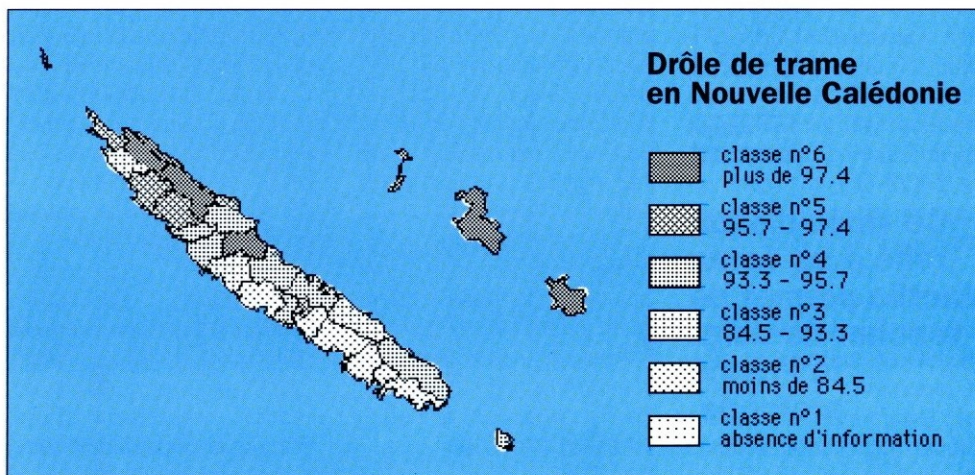 Drôle de trame
en Nouvelle Calédonie
classe n°6
plus de 97.4
classe n°5
95.7 - 97.4
classe n°4
93.3 - 95.7
classe n°3
84.5 - 93.3
classe n°2
moins de 84.5
classe n°1
absence d'information